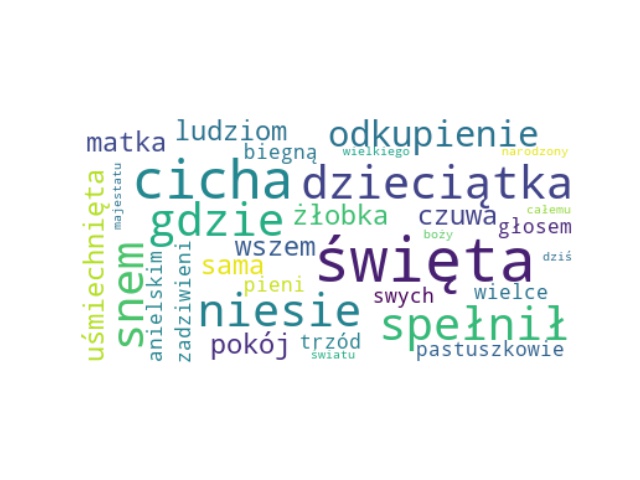 ludziom odkupienie
matka biegną wielkiego narodzony
majestatu cicha dzieciątka
uśmiechnięta gdzie żłobka czuwa całemu
głosem
snem anielskim zadziwieni wszem święta boży dziś
sama
pieni swych wielce
niesie spełnił
pokój trzód pastuszkowie
światu